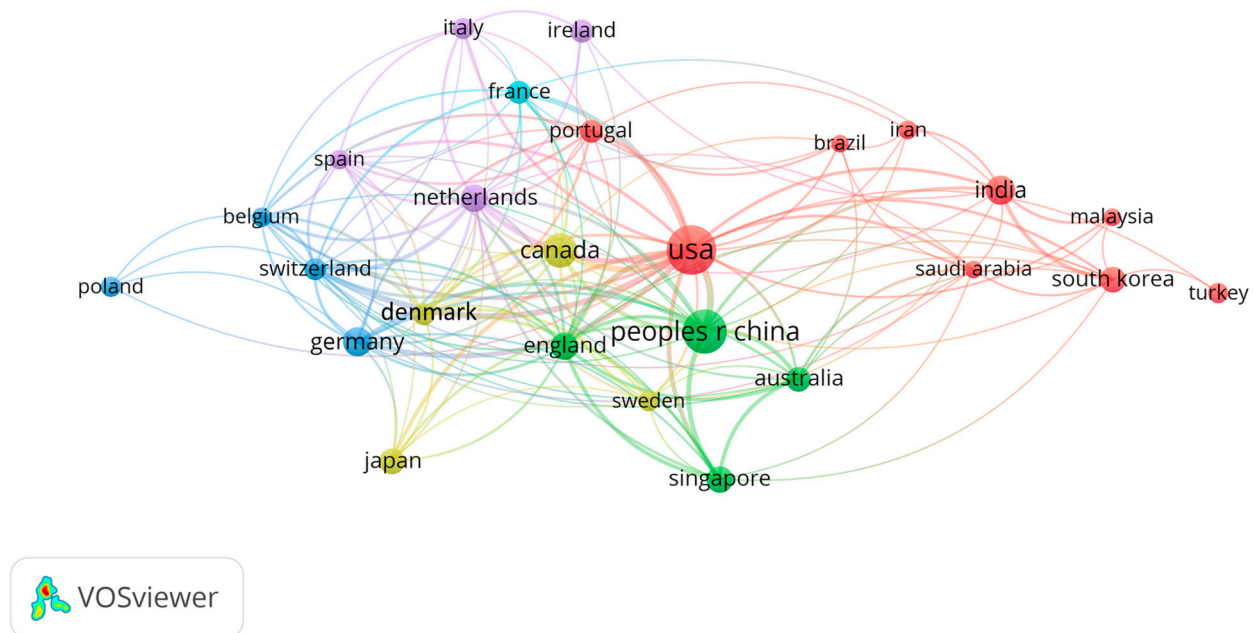 italy
ireland
france
portugal
brazil
iran
spain
netherlands
india
belgium
malaysia
canada
usa
switzerland
saudi arabia
south korea
poland
turkey
denmark
germany
england
peoples r china
australia
sweden
japan
singapore
VOSviewer